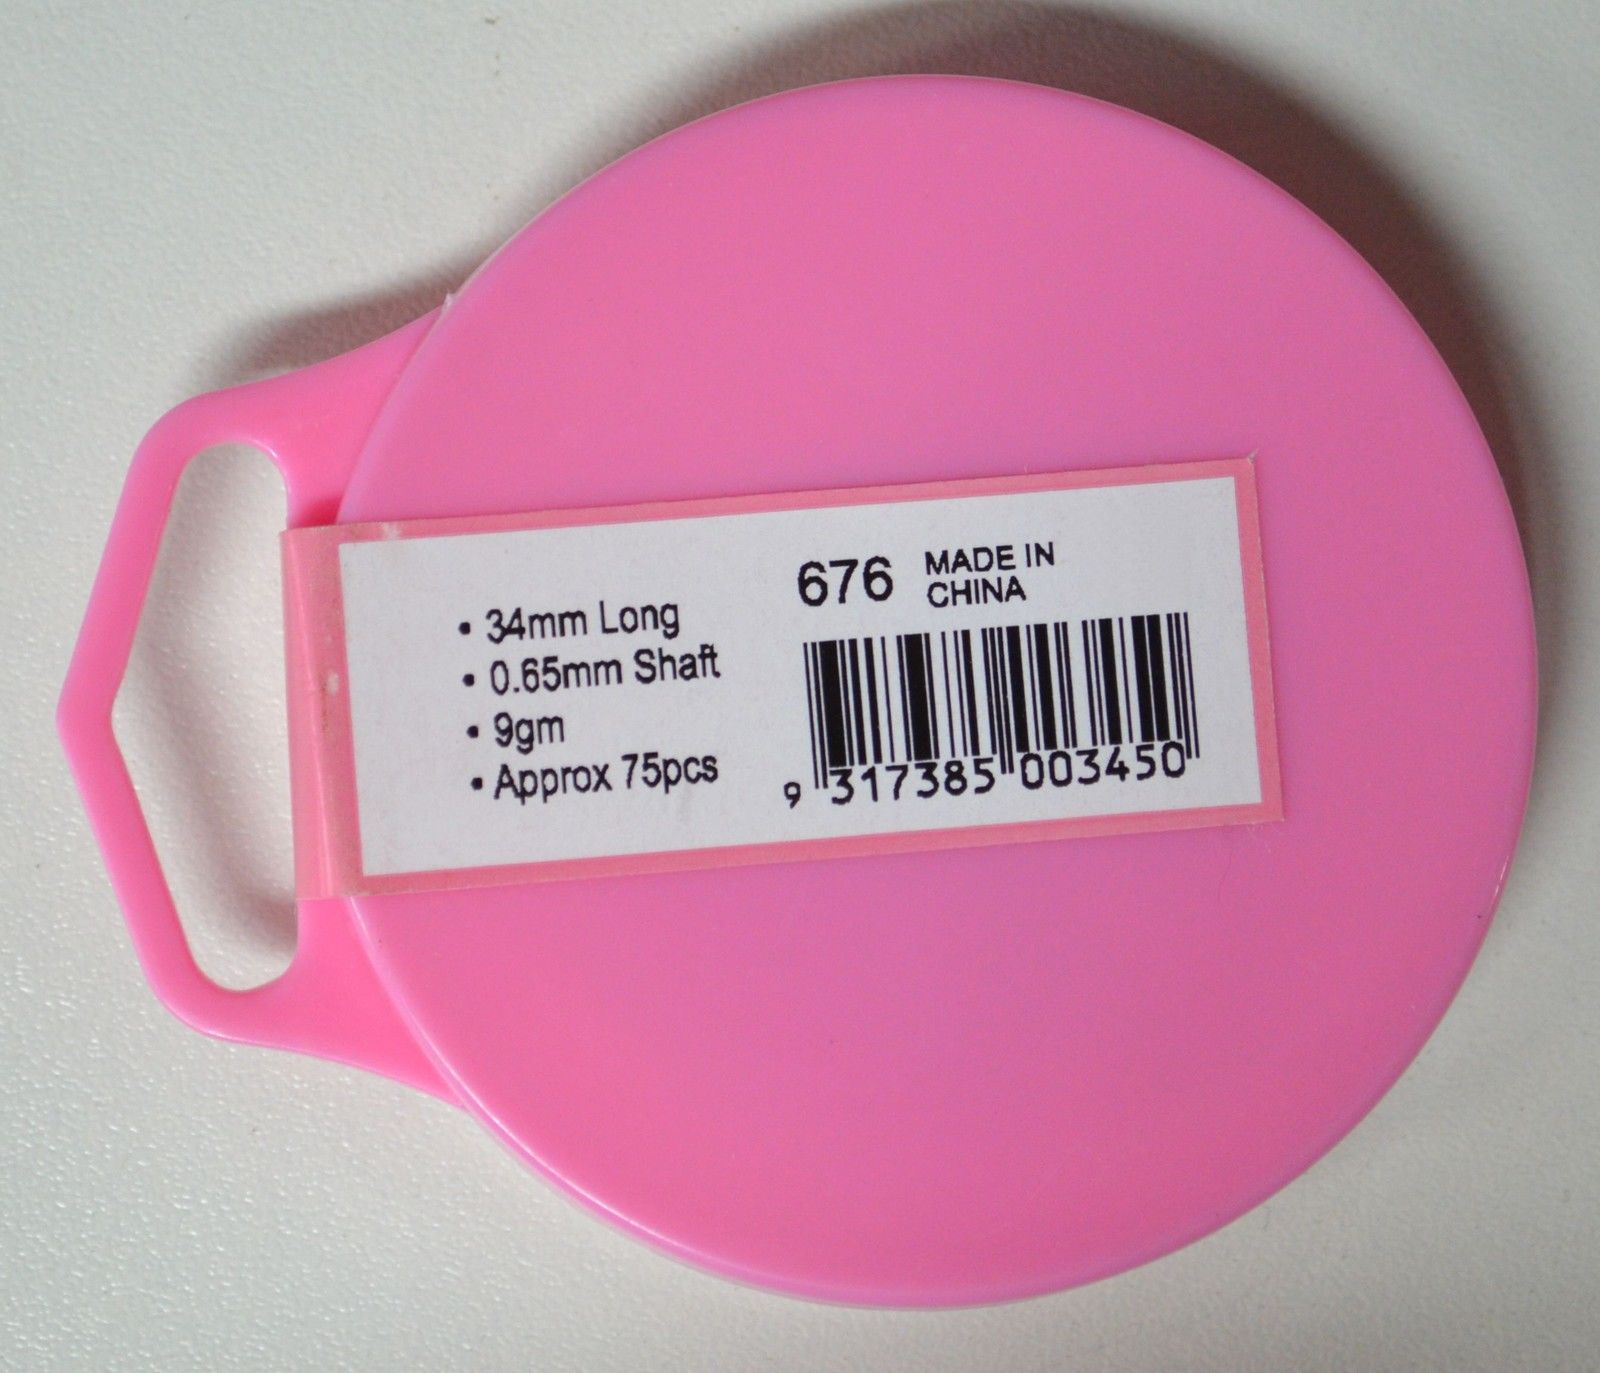 • 34mm Long
• 0.65mm Shaft
• 9gm
• Approx 75pcs
676 MADE IN
CHINA
9 317385 003450